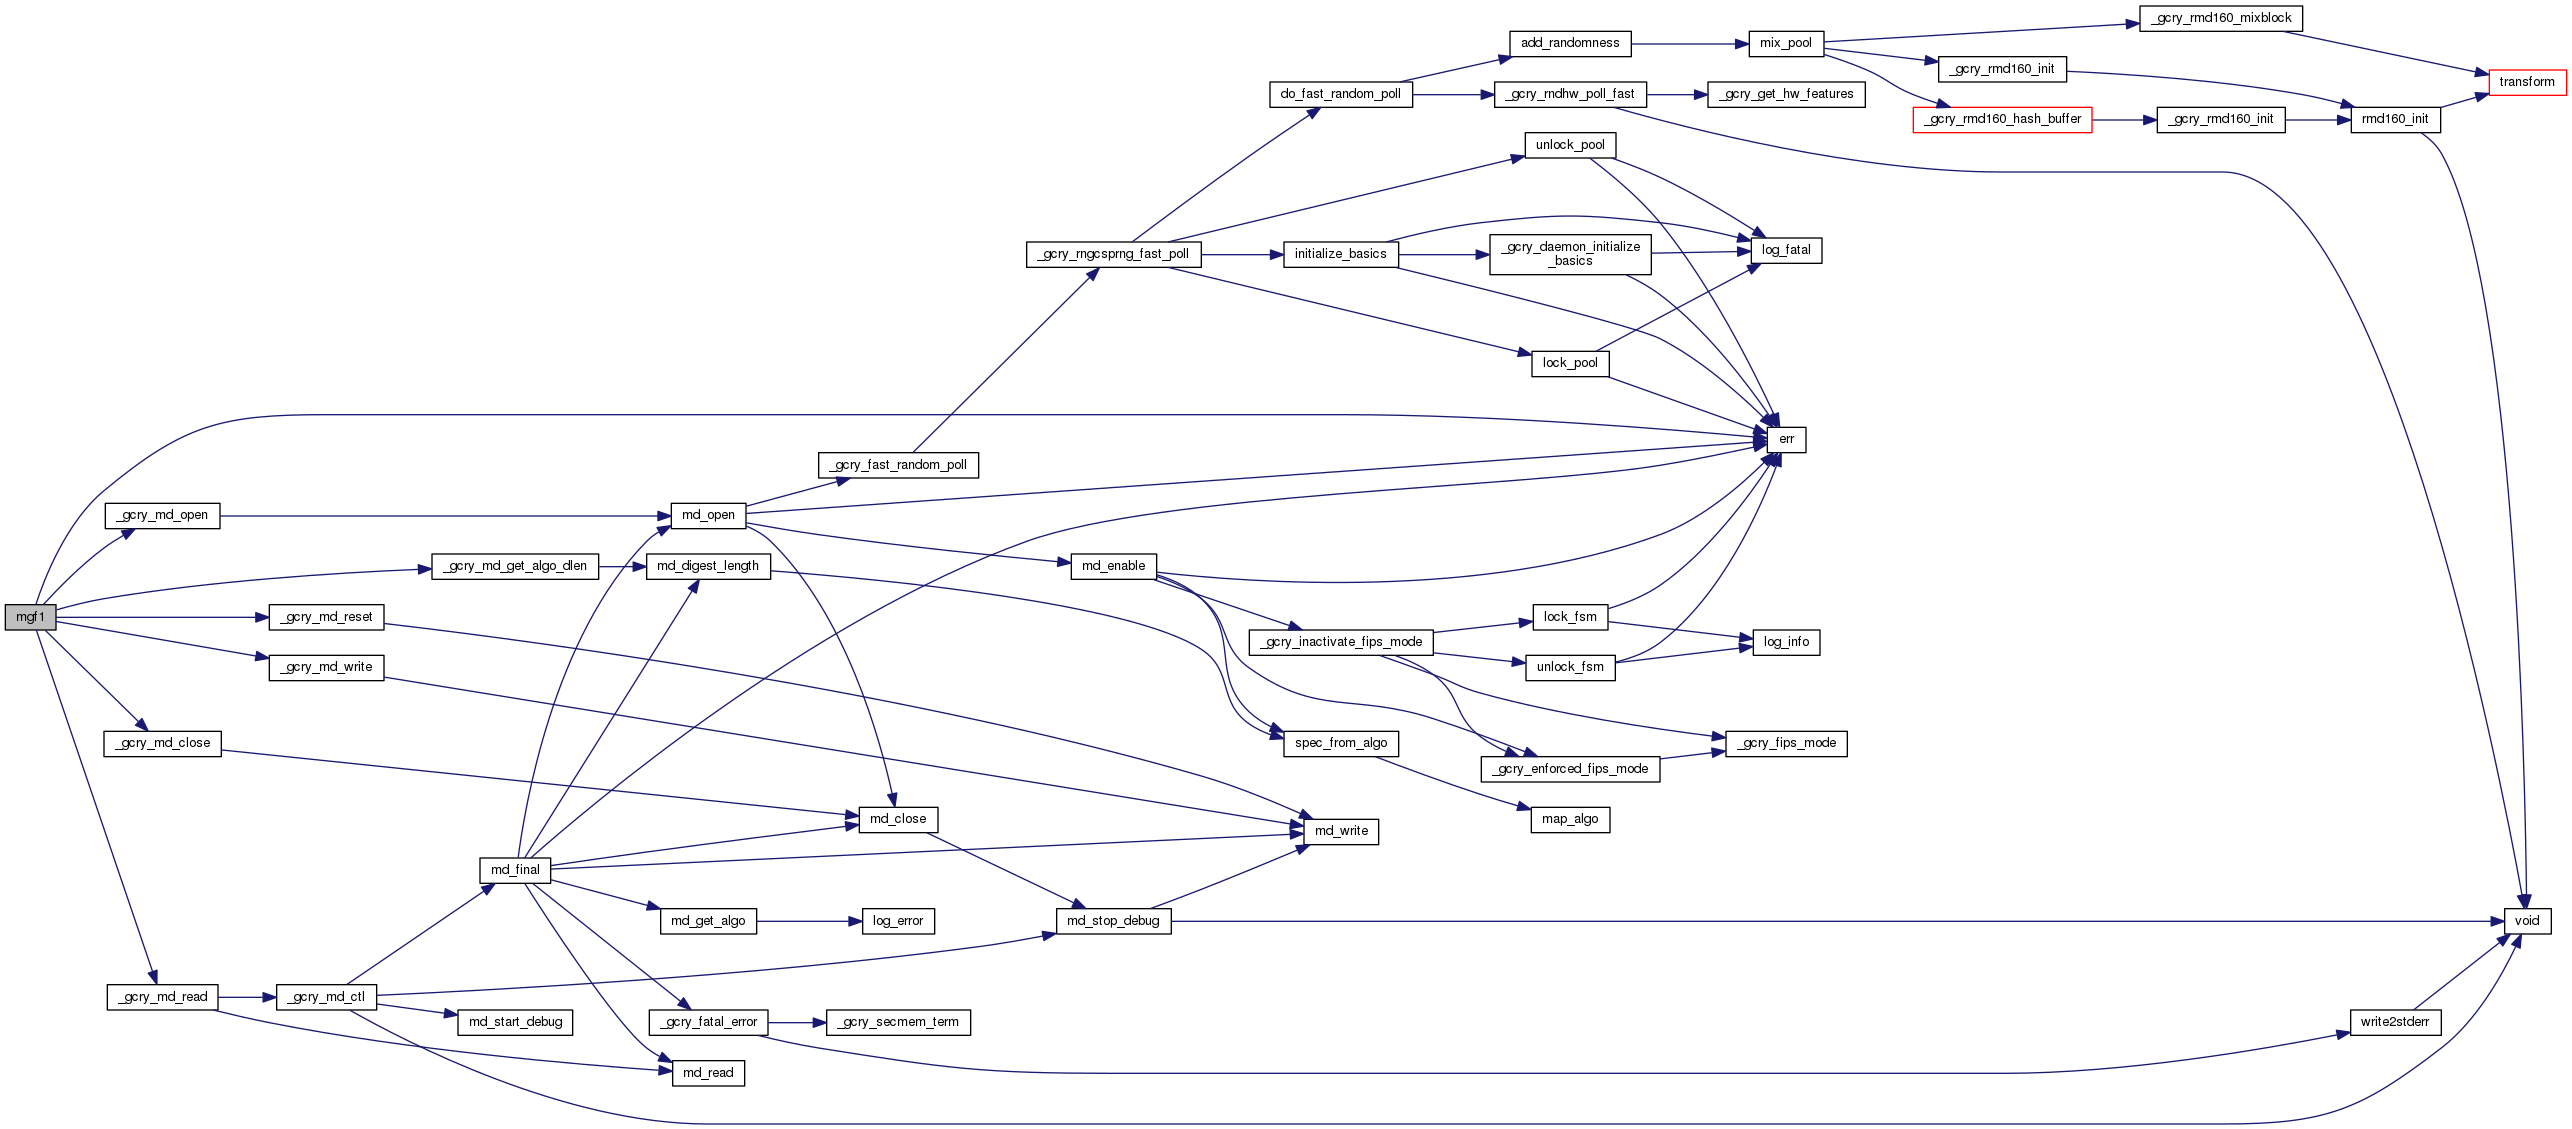 _gcry_rmd160_mixblock
add_randomness
mix_pool
_gcry_rmd160_init
transform
do_fast_random_poll
_gcry_rndhw_poll_fast
_gcry_get_hw_features
_gcry_rmd160_hash_buffer
_gcry_rmd160_init
rmd160_init
unlock_pool
_gcry_rngcsprng_fast_poll
initialize_basics
_gcry_daemon_initialize
_basics
log_fatal
lock_pool
err
_gcry_fast_random_poll
_gcry_md_open
md_open
_gcry_md_get_algo_dlen
md_digest_length
md_enable
mgf1
_gcry_md_reset
lock_fsm
_gcry_inactivate_fips_mode
log_info
_gcry_md_write
unlock_fsm
_gcry_md_close
spec_from_algo
_gcry_fips_mode
_gcry_enforced_fips_mode
md_close
map_algo
md_write
md_final
md_get_algo
log_error
md_stop_debug
void
_gcry_md_read
_gcry_md_ctl
md_start_debug
_gcry_fatal_error
_gcry_secmem_term
write2stderr
md_read